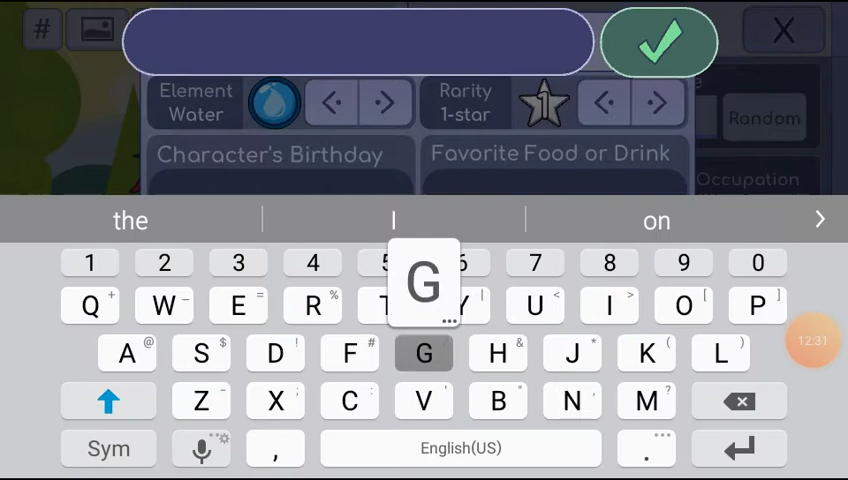 #
X
Element
Water
Rarity
1-star
1
Random
Character's Birthday
Favorite Food or Drink
Occupation
the I on
1 2 3 4 5 6 7 8 9 0
G
Q + W _ E = R % T Y | U < I > O [ P ]
A @ S $ D ! F # G H & J * K ( L )
Z - X ; C : V ' B " N , M ?
Sym , English(US) .
12:31